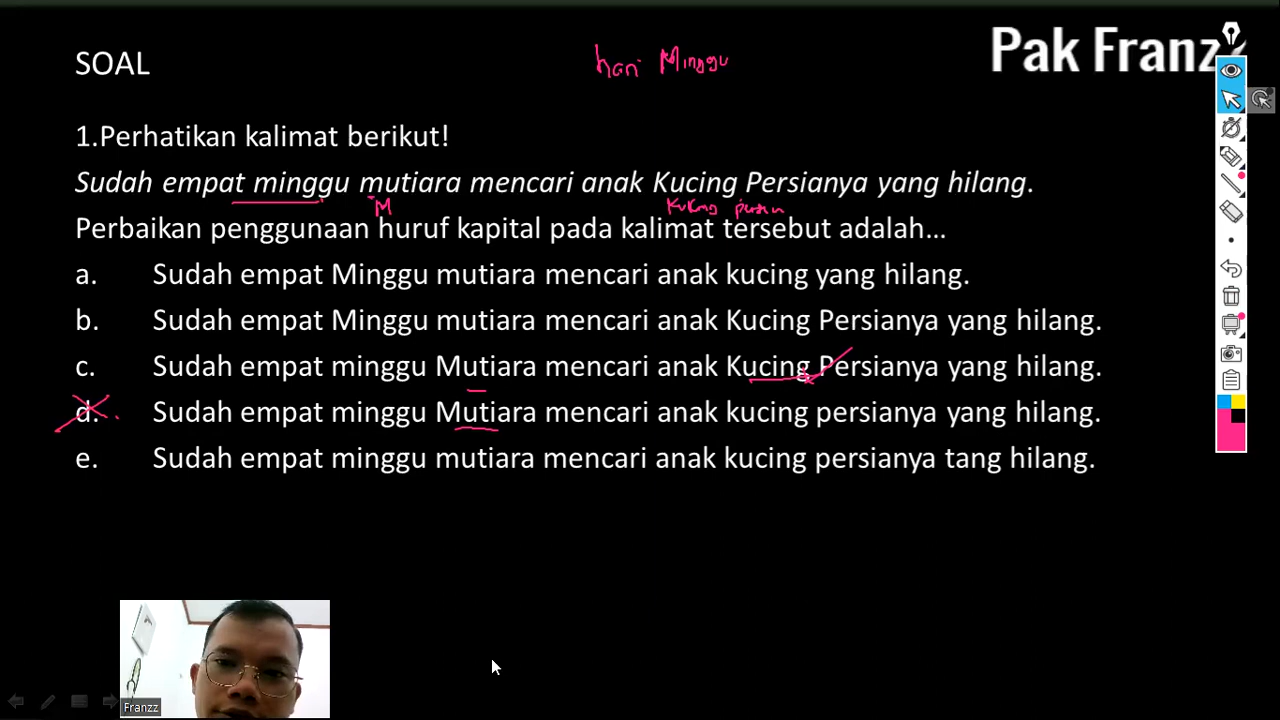 SOAL
hari Minggu
Pak Franzz
1.Perhatikan kalimat berikut!
Sudah empat minggu mutiara mencari anak Kucing Persianya yang hilang.
M
kucing persia
Perbaikan penggunaan huruf kapital pada kalimat tersebut adalah...
a. Sudah empat Minggu mutiara mencari anak kucing yang hilang.
b. Sudah empat Minggu mutiara mencari anak Kucing Persianya yang hilang.
c. Sudah empat minggu Mutiara mencari anak Kucing Persianya yang hilang.
d. Sudah empat minggu Mutiara mencari anak kucing persianya yang hilang.
e. Sudah empat minggu mutiara mencari anak kucing persianya tang hilang.
Franzz